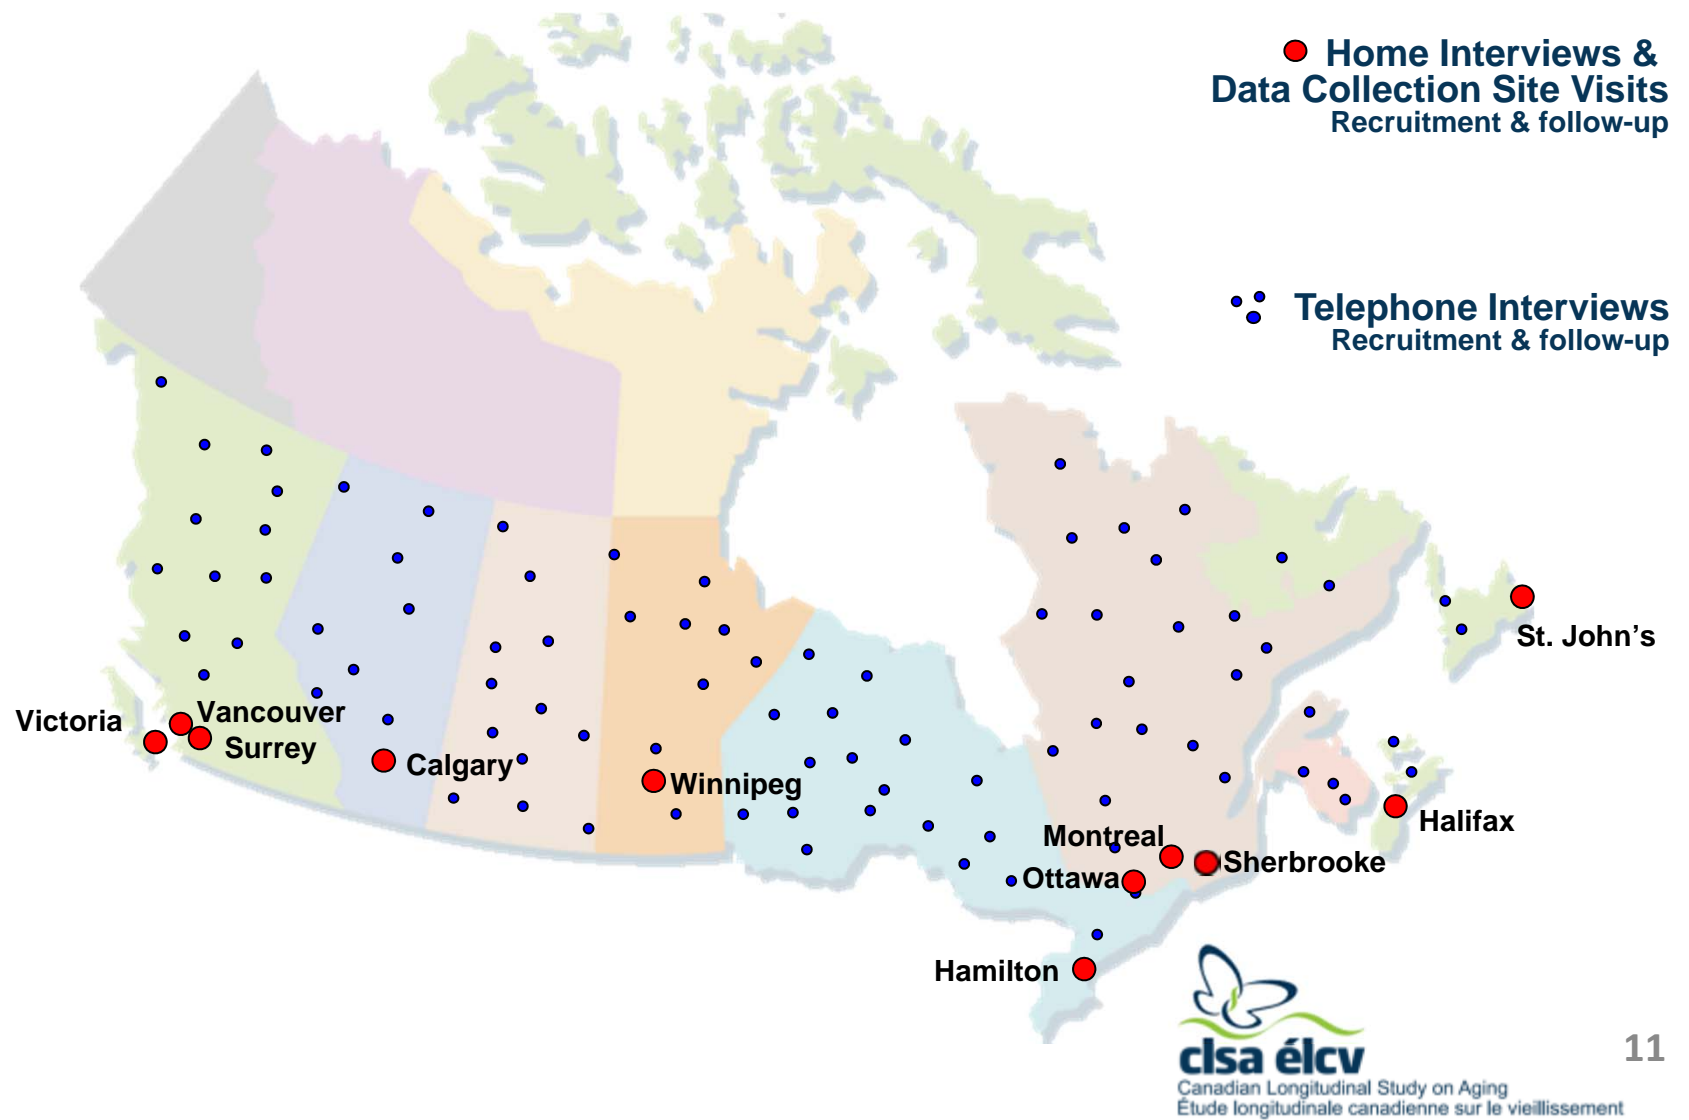 Home Interviews &
Data Collection Site Visits
Recruitment & follow-up
Telephone Interviews
Recruitment & follow-up
St. John’s
Victoria
Vancouver
Surrey
Calgary
Winnipeg
Halifax
Montreal
Sherbrooke
Ottawa
Hamilton
clsa élcv
Canadian Longitudinal Study on Aging
Étude longitudinale canadienne sur le vieillissement
11